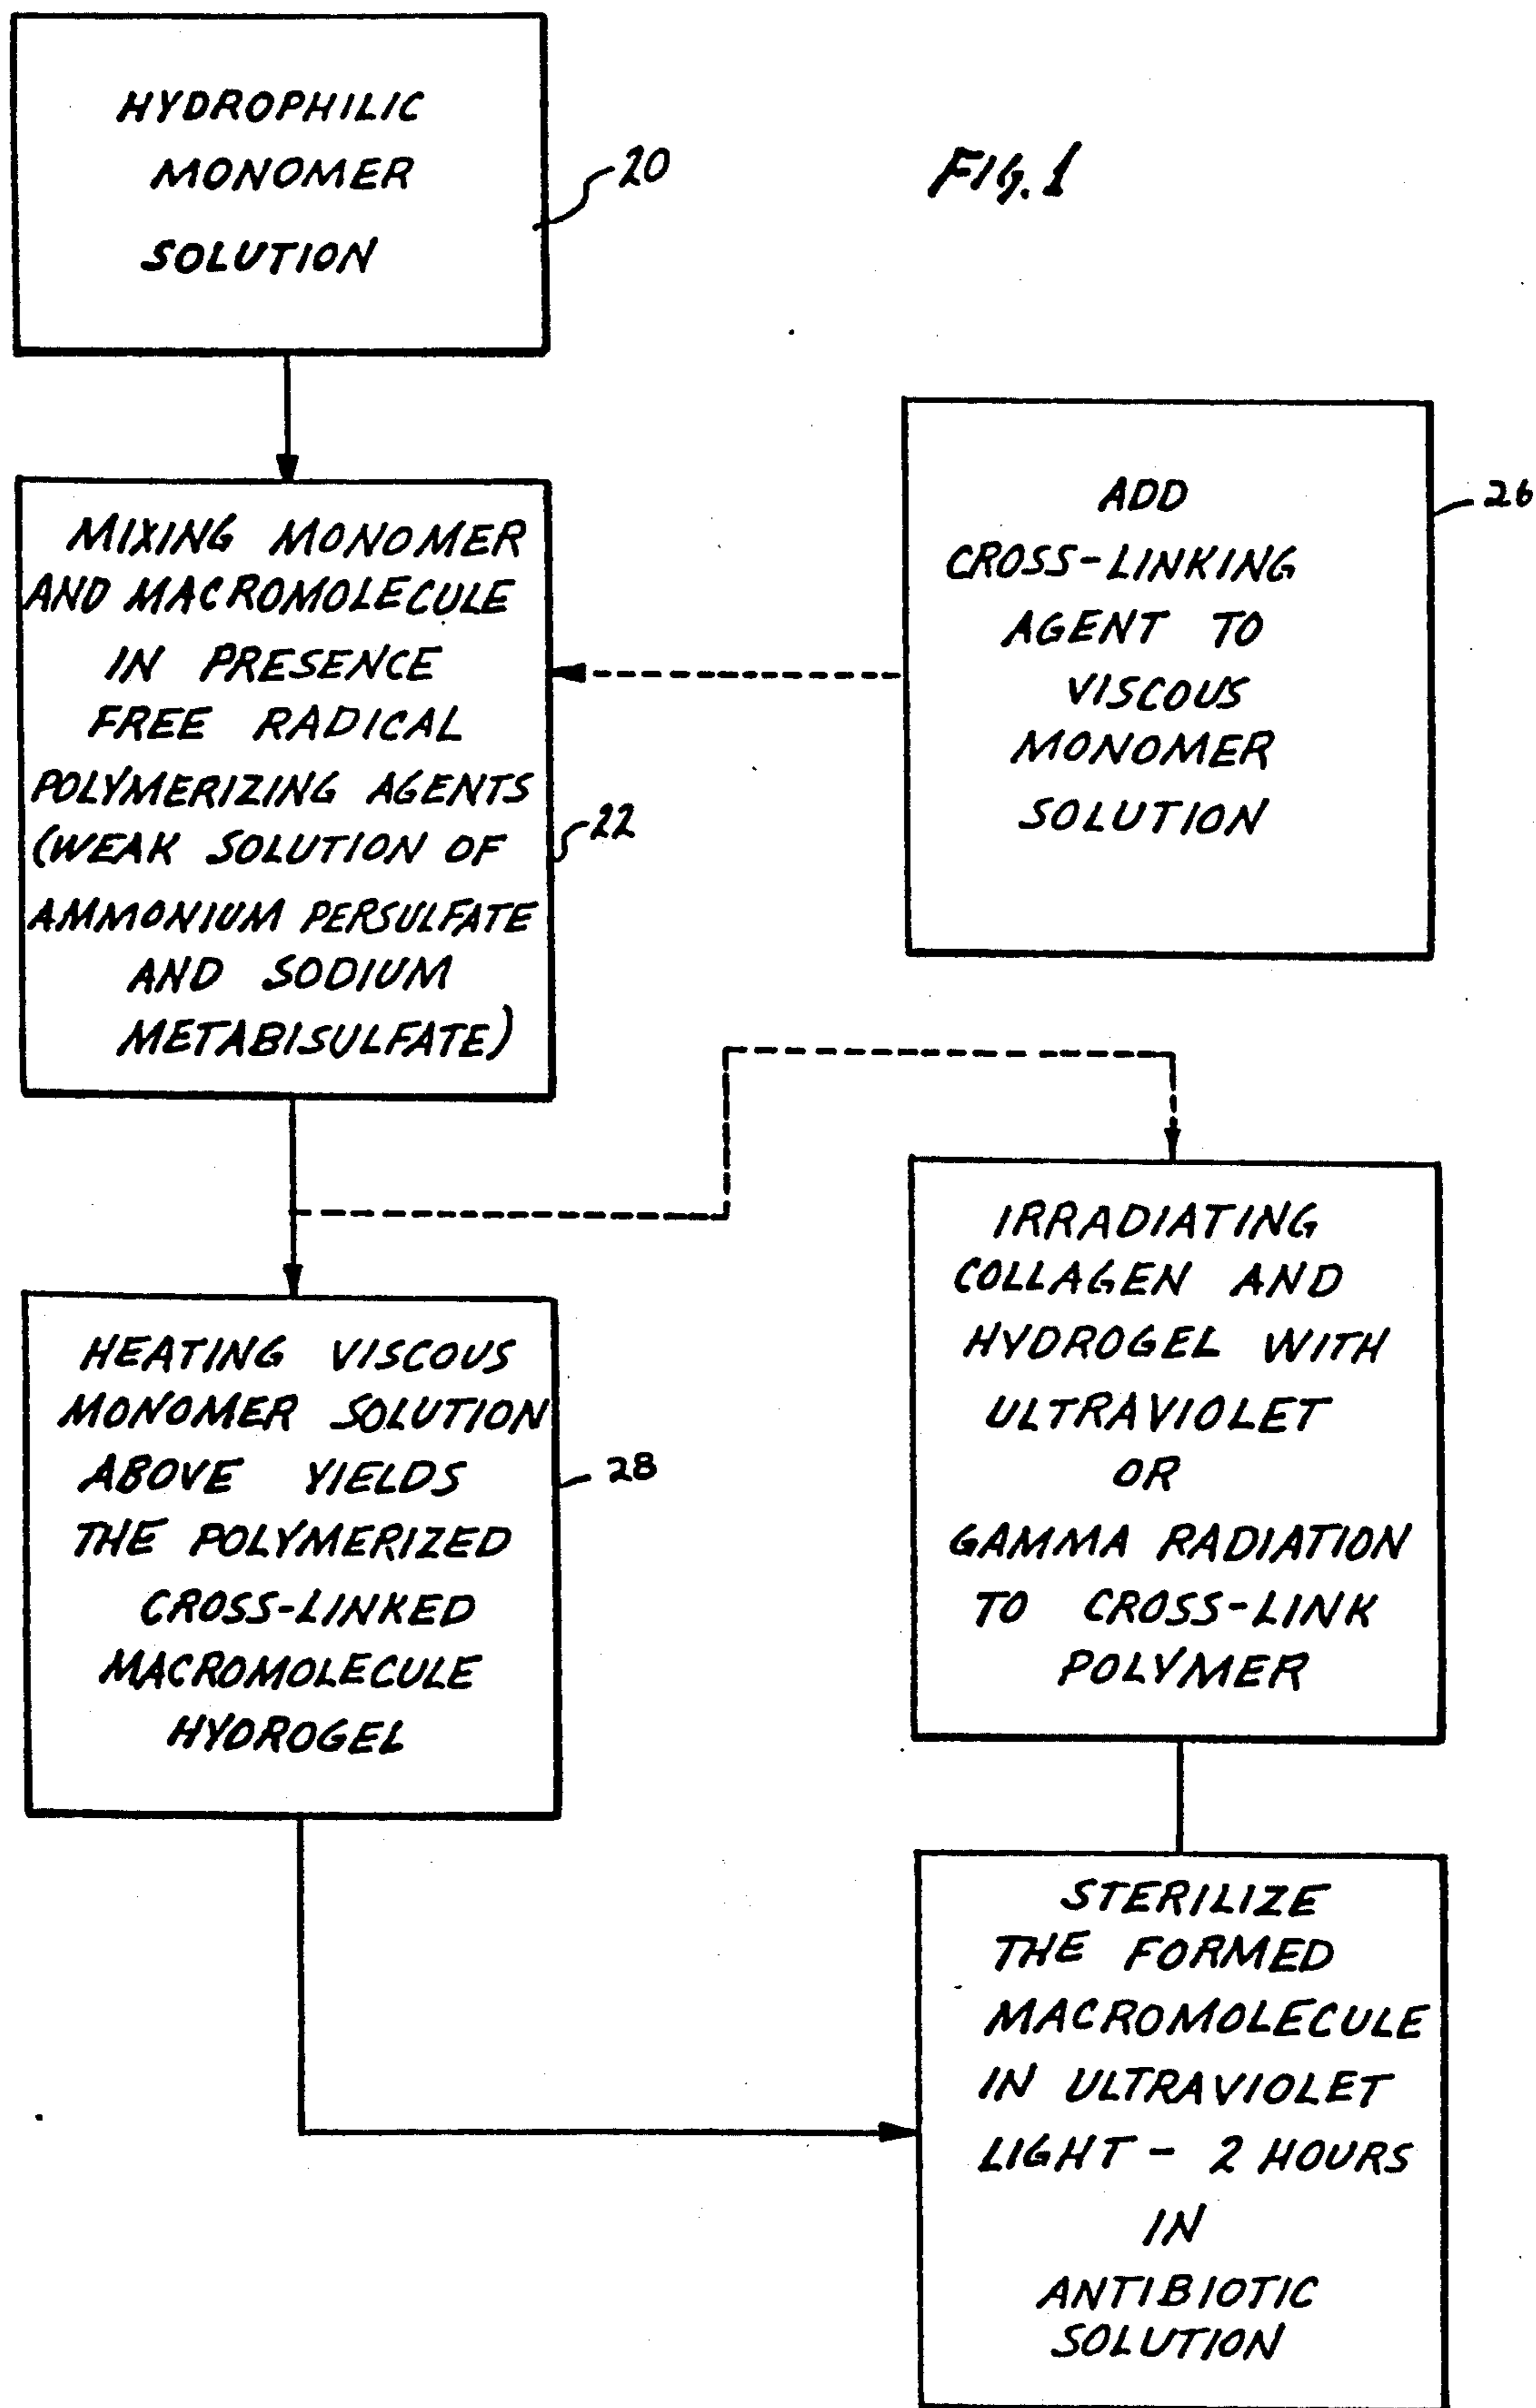 HYDROPHILIC
MONOMER
SOLUTION
20
FIG. 1
MIXING MONOMER
AND MACROMOLECULE
IN PRESENCE
FREE RADICAL
POLYMERIZING AGENTS
(WEAK SOLUTION OF
AMMONIUM PERSULFATE
AND SODIUM
METABISULFATE)
22
ADD
CROSS-LINKING
AGENT TO
VISCOUS
MONOMER
SOLUTION
26
HEATING VISCOUS
MONOMER SOLUTION
ABOVE YIELDS
THE POLYMERIZED
CROSS-LINKED
MACROMOLECULE
HYDROGEL
28
IRRADIATING
COLLAGEN AND
HYDROGEL WITH
ULTRAVIOLET
OR
GAMMA RADIATION
TO CROSS-LINK
POLYMER
STERILIZE
THE FORMED
MACROMOLECULE
IN ULTRAVIOLET
LIGHT - 2 HOURS
IN
ANTIBIOTIC
SOLUTION